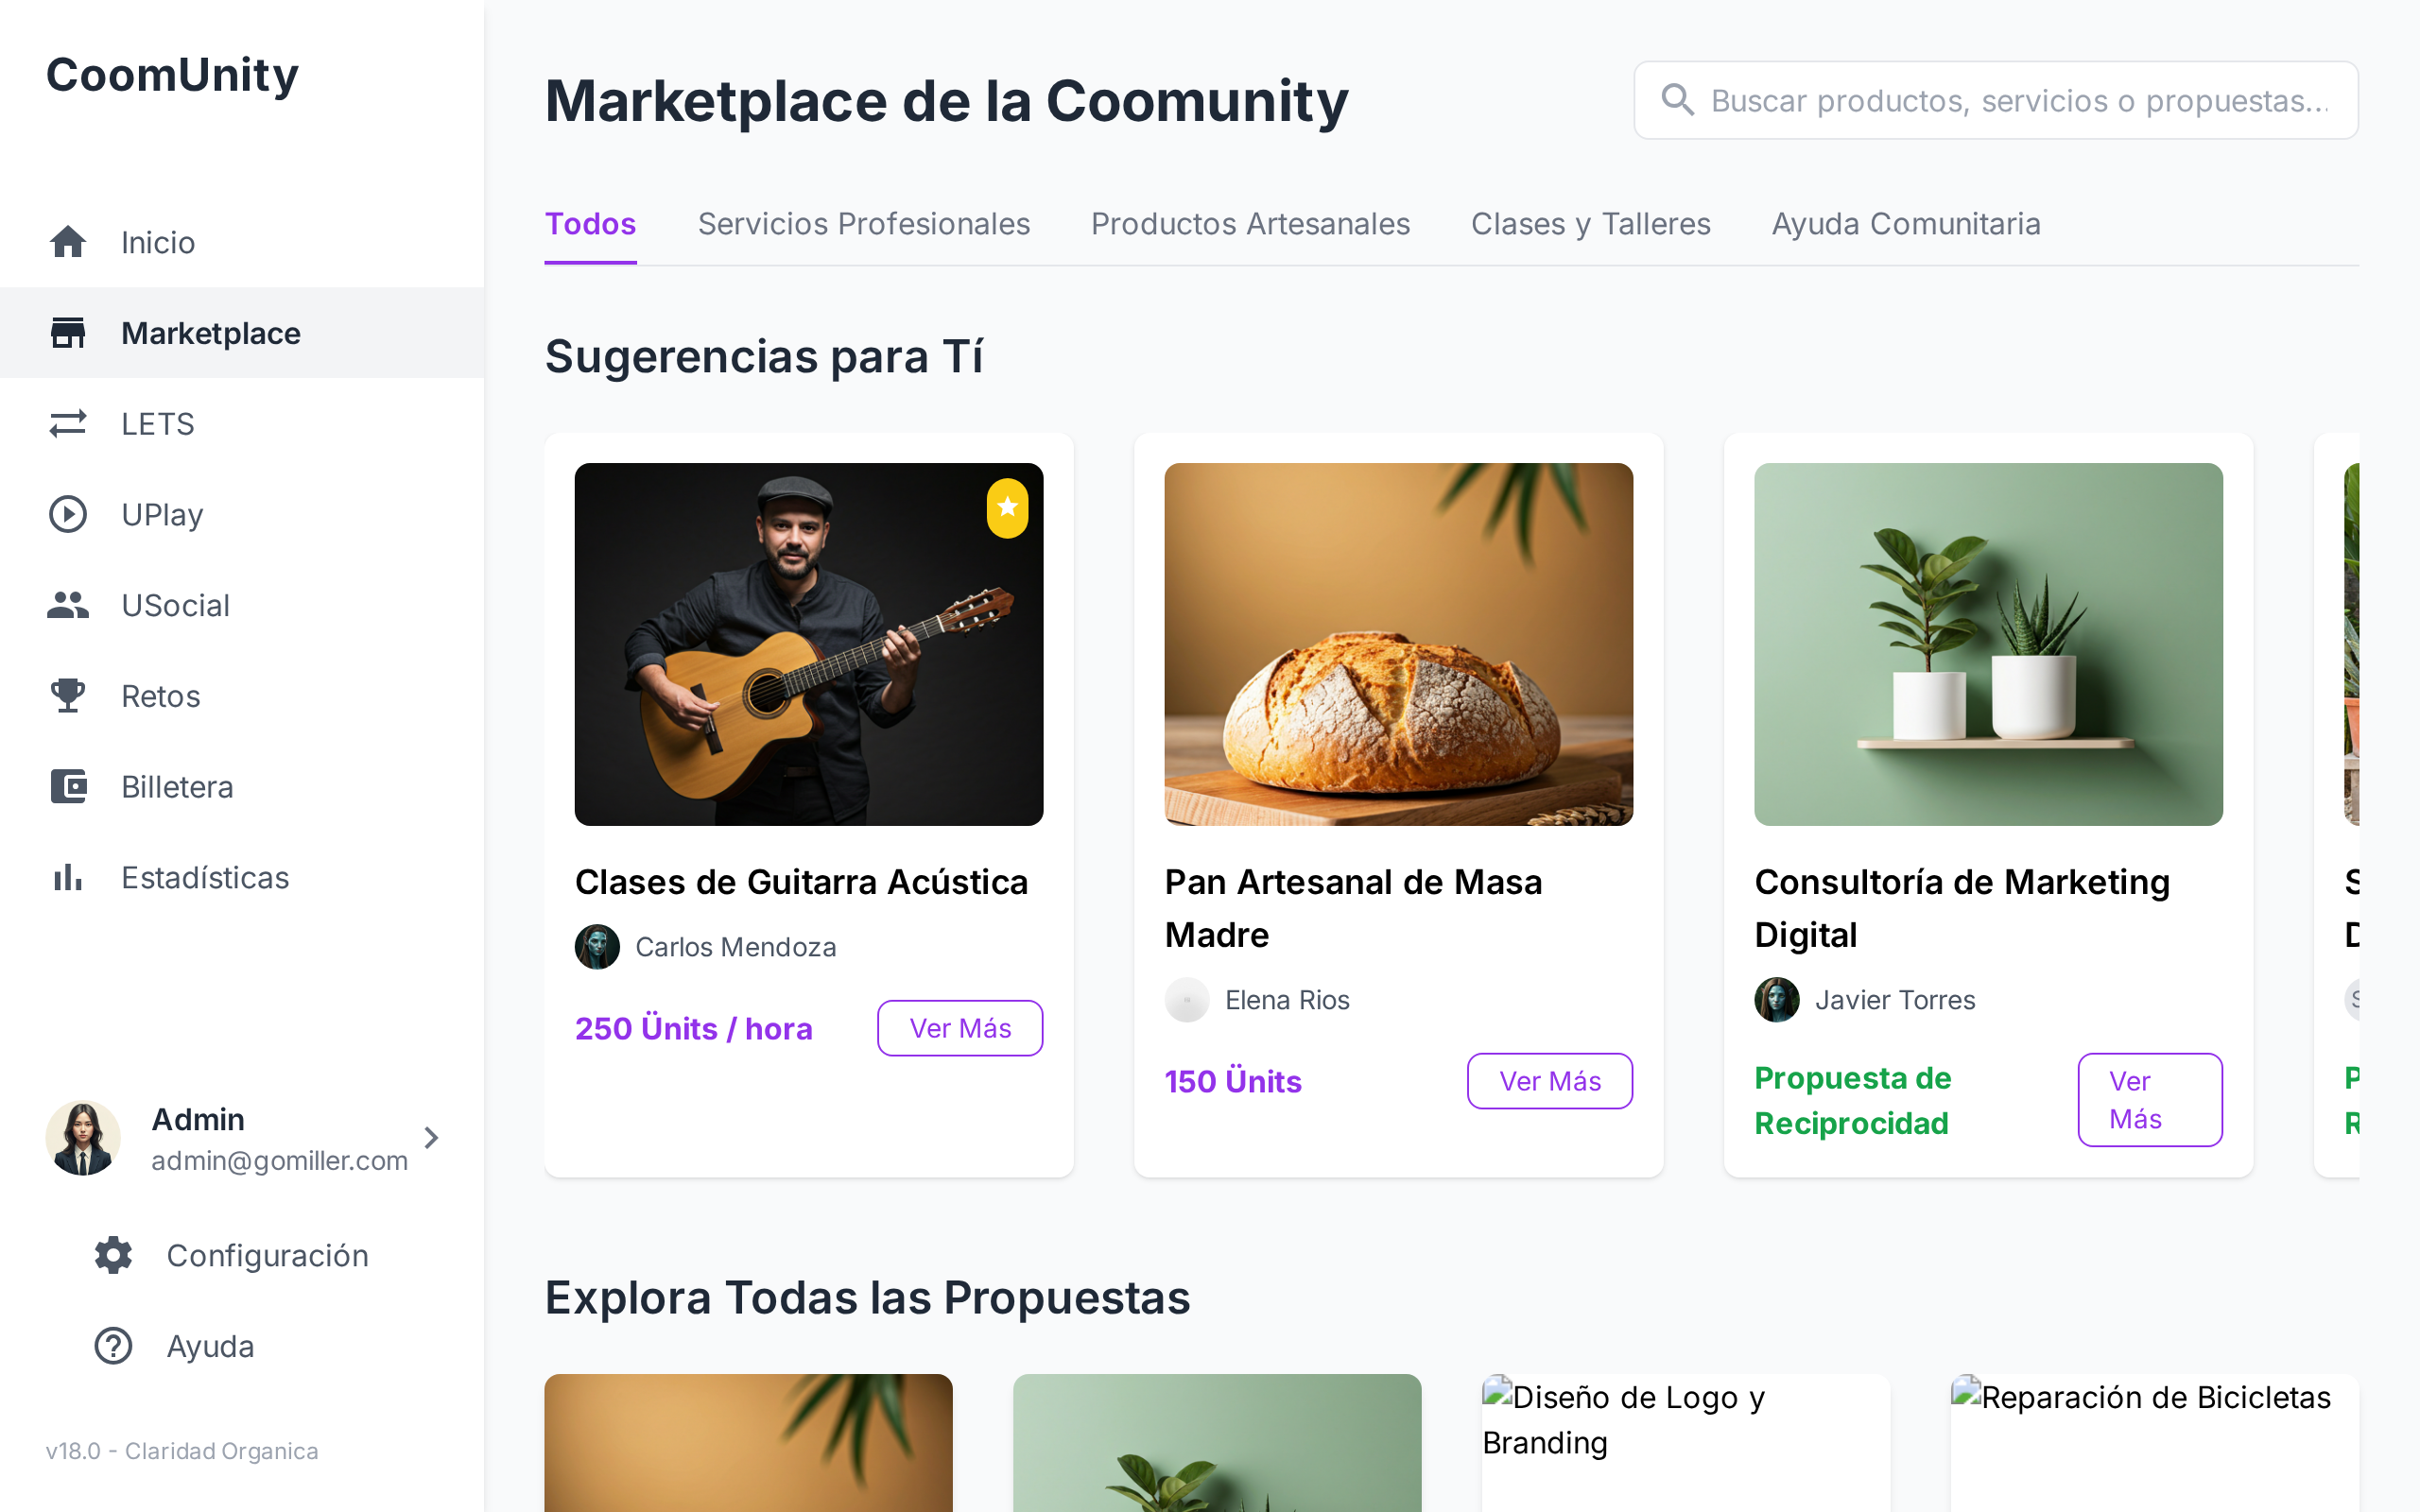 CoomUnity
Inicio
Marketplace
LETS
UPlay
USocial
Retos
Billetera
Estadísticas
Admin
admin@gomiller.com
Configuración
Ayuda
v18.0 - Claridad Organica
Marketplace de la Coomunity
Buscar productos, servicios o propuestas...
Todos
Servicios Profesionales
Productos Artesanales
Clases y Talleres
Ayuda Comunitaria
Sugerencias para Tí
Clases de Guitarra Acústica
Carlos Mendoza
250 Ünits / hora
Ver Más
Pan Artesanal de Masa
Madre
Elena Rios
150 Ünits
Ver Más
Consultoría de Marketing
Digital
Javier Torres
Propuesta de
Reciprocidad
Ver
Más
Explora Todas las Propuestas
Diseño de Logo y
Branding
Reparación de Bicicletas